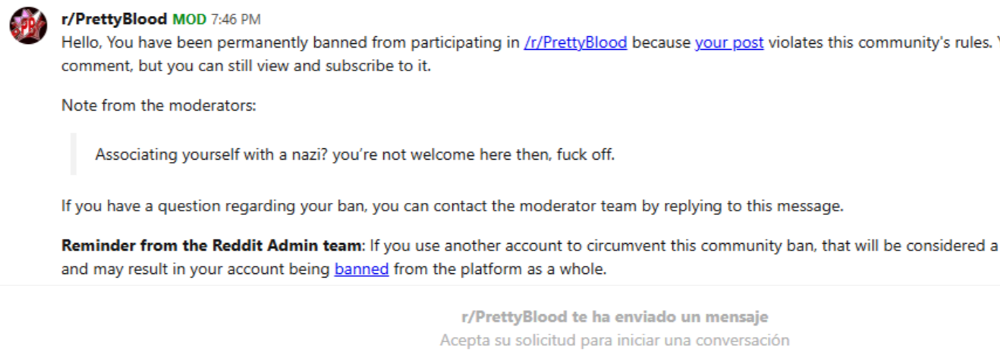 r/PrettyBlood MOD 7:46 PM
Hello, You have been permanently banned from participating in /r/PrettyBlood because your post violates this community's rules.
comment, but you can still view and subscribe to it.
Note from the moderators:
Associating yourself with a nazi? you’re not welcome here then, fuck off.
If you have a question regarding your ban, you can contact the moderator team by replying to this message.
Reminder from the Reddit Admin team: If you use another account to circumvent this community ban, that will be considered a
and may result in your account being banned from the platform as a whole.
r/PrettyBlood te ha enviado un mensaje
Acepta su solicitud para iniciar una conversación